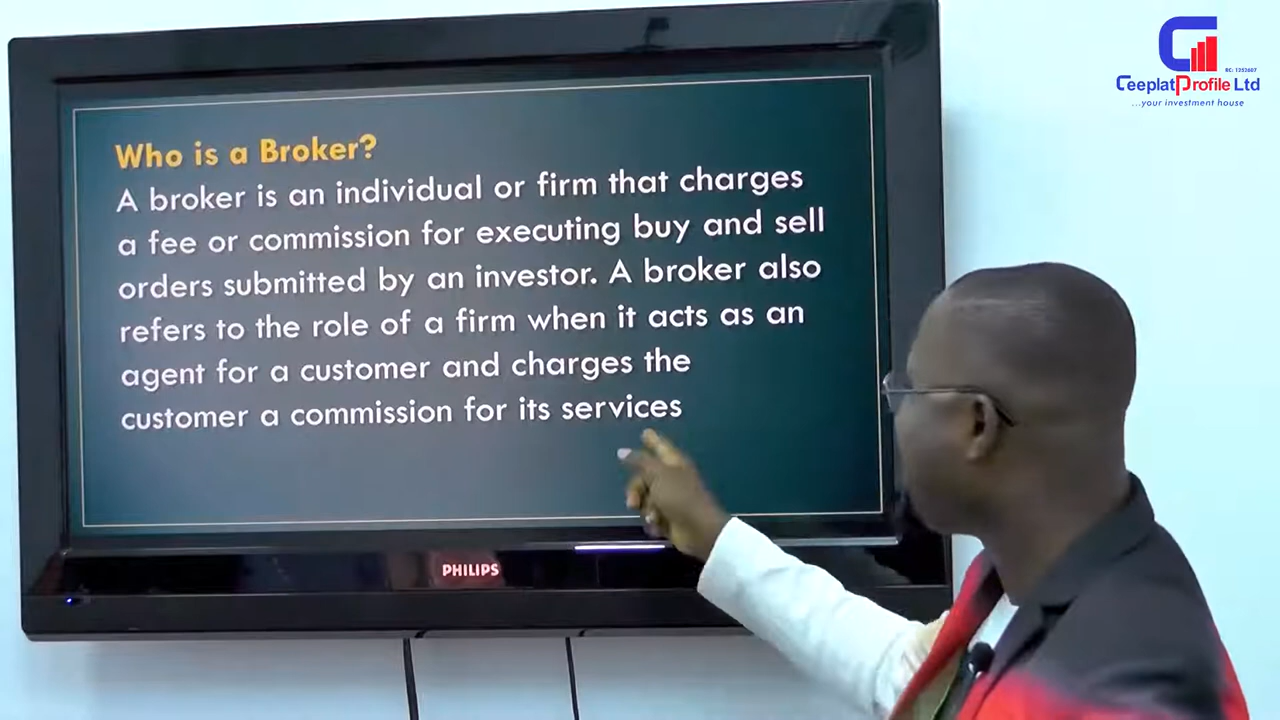 Who is a Broker?
A broker is an individual or firm that charges
a fee or commission for executing buy and sell
orders submitted by an investor. A broker also
refers to the role of a firm when it acts as an
agent for a customer and charges the
customer a commission for its services
PHILIPS
RC: 1352607
CeeplatProfile Ltd
...your investment house